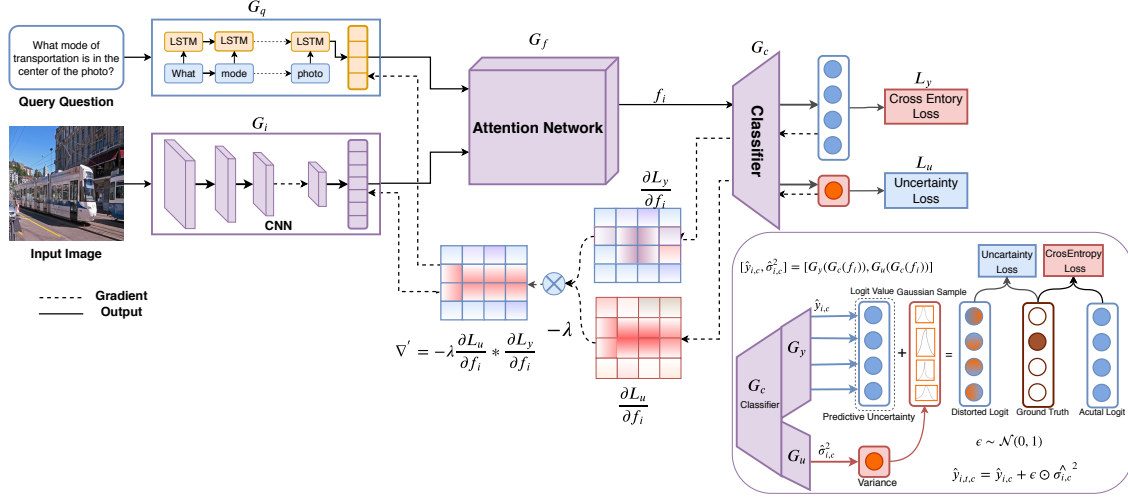 G_q
What mode of
transportation is in the
center of the photo?
Query Question
LSTM LSTM LSTM
What mode photo
G_i
CNN
Input Image
G_f
Attention Network
f_i
G_c
Classifier
L_y
Cross Entory
Loss
L_u
Uncertainty
Loss
∂L_y/∂f_i
−λ
∂L_u/∂f_i
∇′ = −λ ∂L_u/∂f_i * ∂L_y/∂f_i
Gradient
Output
[ŷ_{i,c}, σ̂²_{i,c}] = [G_y(G_c(f_i)), G_u(G_c(f_i))]
Uncartainty
Loss
CrosEntropy
Loss
Logit Value
Gaussian Sample
ŷ_{i,c}
G_y
G_c
Classifier
+
=
Predictive Uncertainty
Distorted Logit
Ground Truth
Acutal Logit
G_u
σ̂²_{i,c}
Variance
ϵ ∼ 𝒩(0, 1)
ŷ_{i,t,c} = ŷ_{i,c} + ϵ ⊙ σ^_{i,c}²